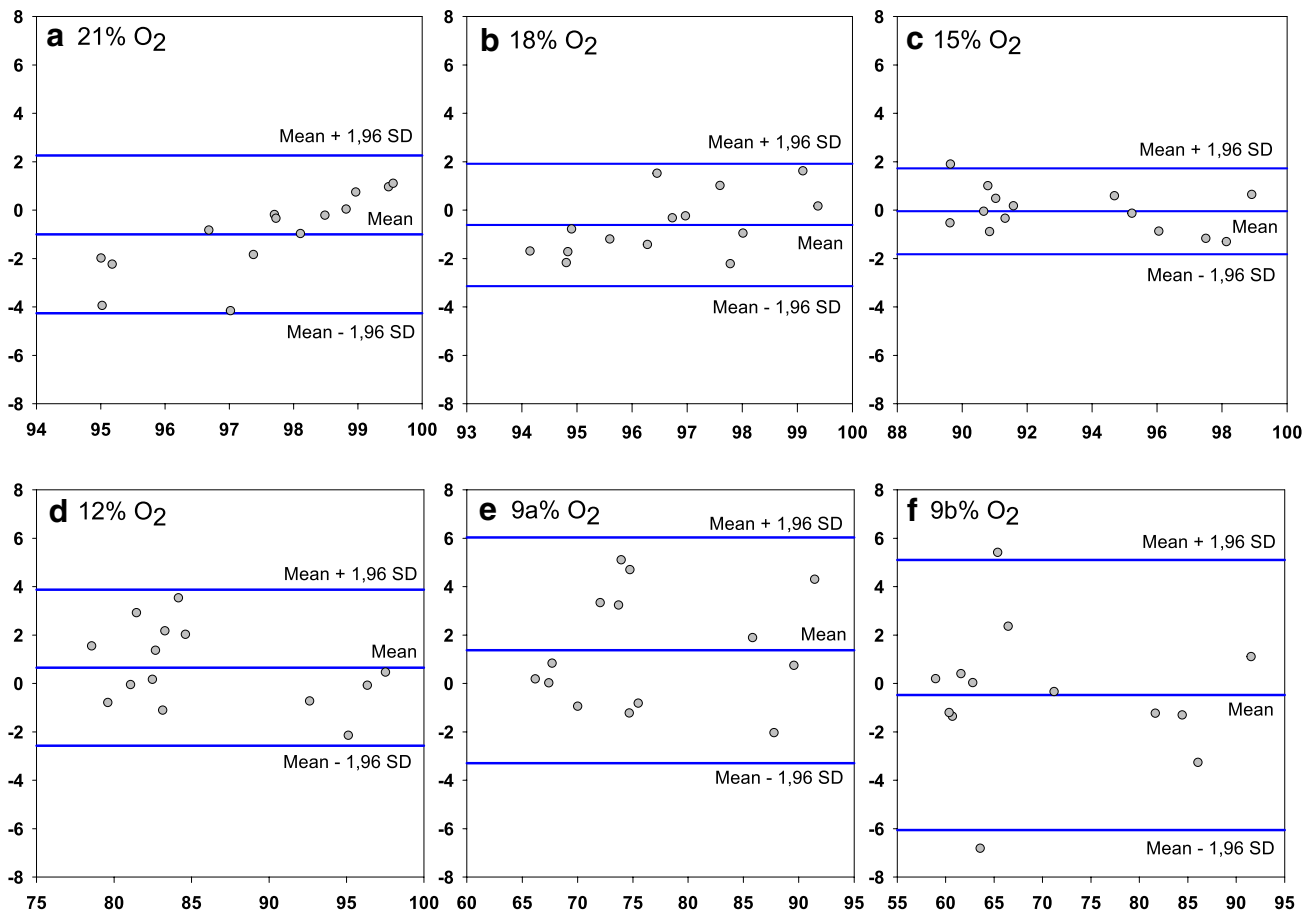 a 21% O2
8
6
4
2
0
-2
-4
-6
-8
Mean + 1,96 SD
Mean
Mean - 1,96 SD
94 95 96 97 98 99 100
b 18% O2
8
6
4
2
0
-2
-4
-6
-8
Mean + 1,96 SD
Mean
Mean - 1,96 SD
93 94 95 96 97 98 99 100
c 15% O2
8
6
4
2
0
-2
-4
-6
-8
Mean + 1,96 SD
Mean
Mean - 1,96 SD
88 90 92 94 96 98 100
d 12% O2
8
6
4
2
0
-2
-4
-6
-8
Mean + 1,96 SD
Mean
Mean - 1,96 SD
75 80 85 90 95 100
e 9a% O2
8
6
4
2
0
-2
-4
-6
-8
Mean + 1,96 SD
Mean
Mean - 1,96 SD
60 65 70 75 80 85 90 95
f 9b% O2
8
6
4
2
0
-2
-4
-6
-8
Mean + 1,96 SD
Mean
Mean - 1,96 SD
55 60 65 70 75 80 85 90 95